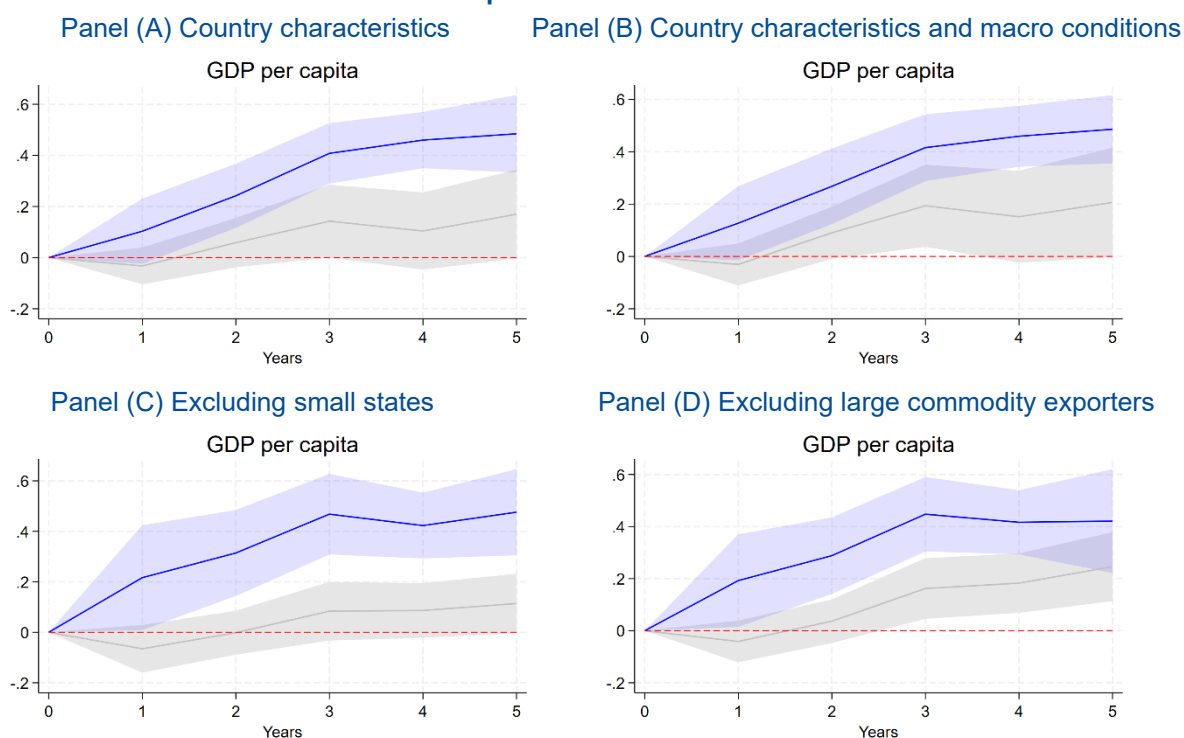 Panel (A) Country characteristics
Panel (B) Country characteristics and macro conditions
GDP per capita
.6
.4
.2
0
-.2
0 1 2 3 4 5
Years
GDP per capita
.6
.4
.2
0
-.2
0 1 2 3 4 5
Years
Panel (C) Excluding small states
Panel (D) Excluding large commodity exporters
GDP per capita
.6
.4
.2
0
-.2
0 1 2 3 4 5
Years
GDP per capita
.6
.4
.2
0
-.2
0 1 2 3 4 5
Years